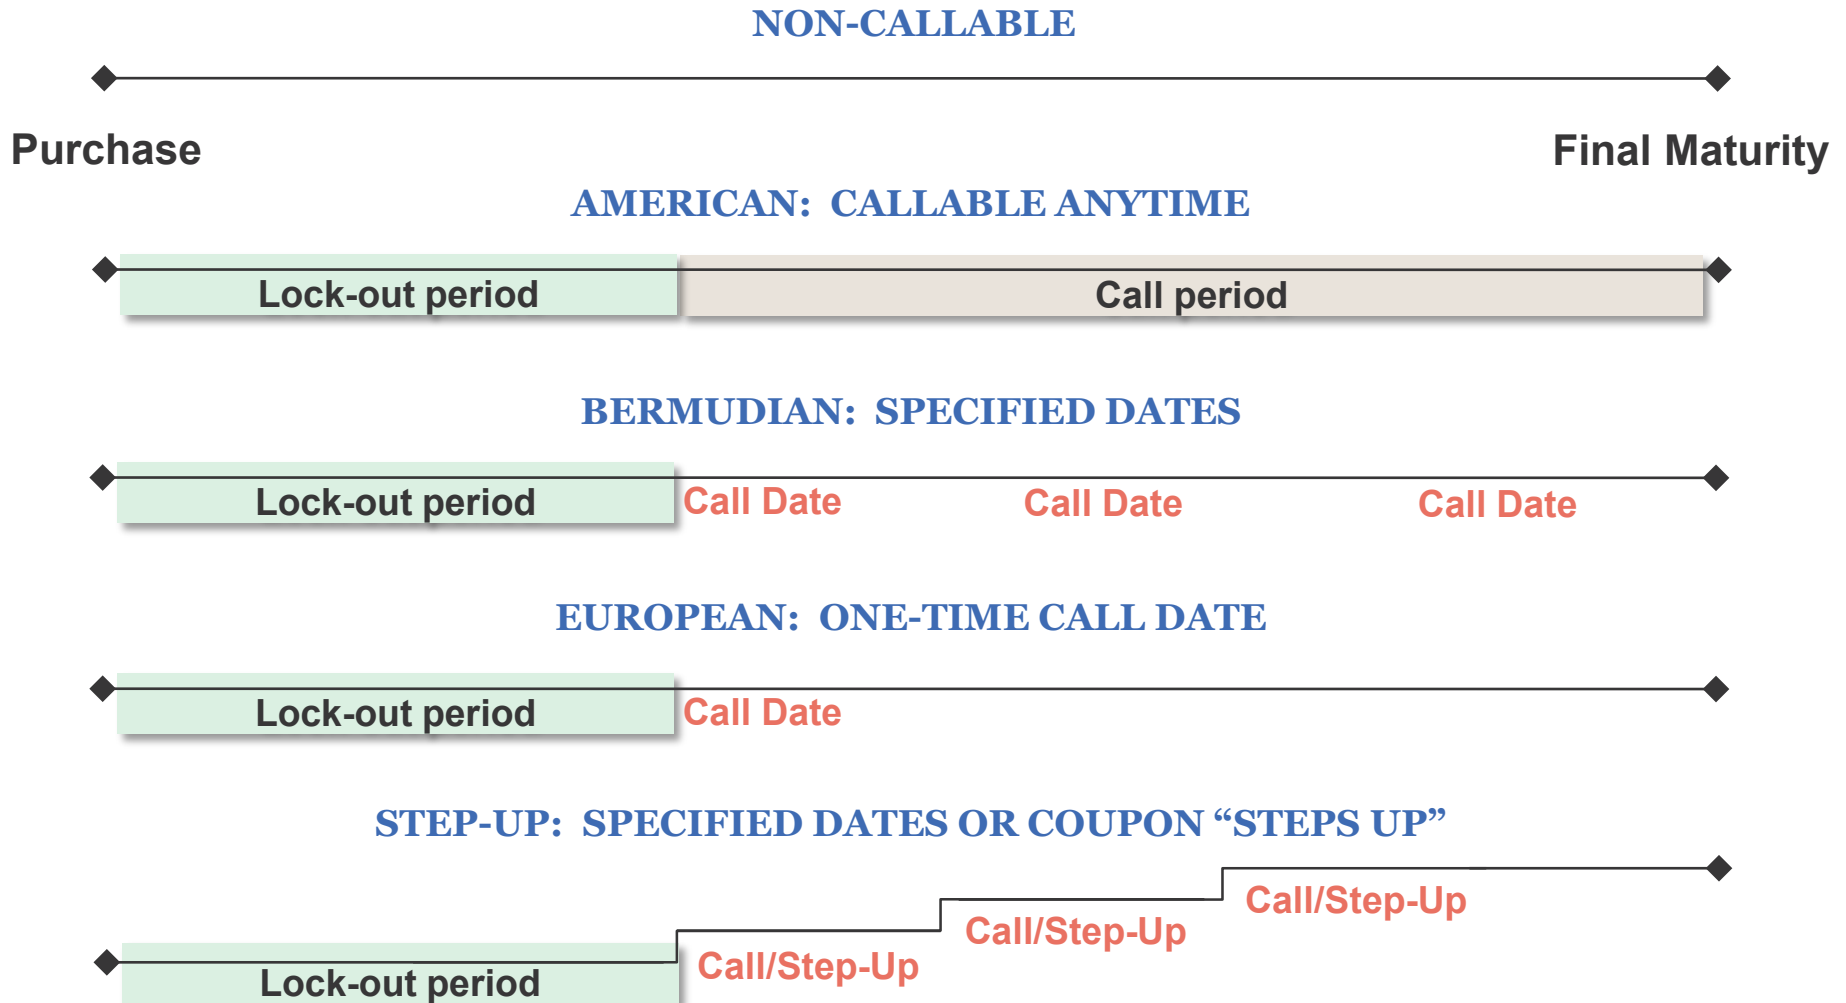 NON-CALLABLE
Purchase
Final Maturity
AMERICAN: CALLABLE ANYTIME
Lock-out period
Call period
BERMUDIAN: SPECIFIED DATES
Lock-out period
Call Date
Call Date
Call Date
EUROPEAN: ONE-TIME CALL DATE
Lock-out period
Call Date
STEP-UP: SPECIFIED DATES OR COUPON “STEPS UP”
Call/Step-Up
Call/Step-Up
Call/Step-Up
Lock-out period